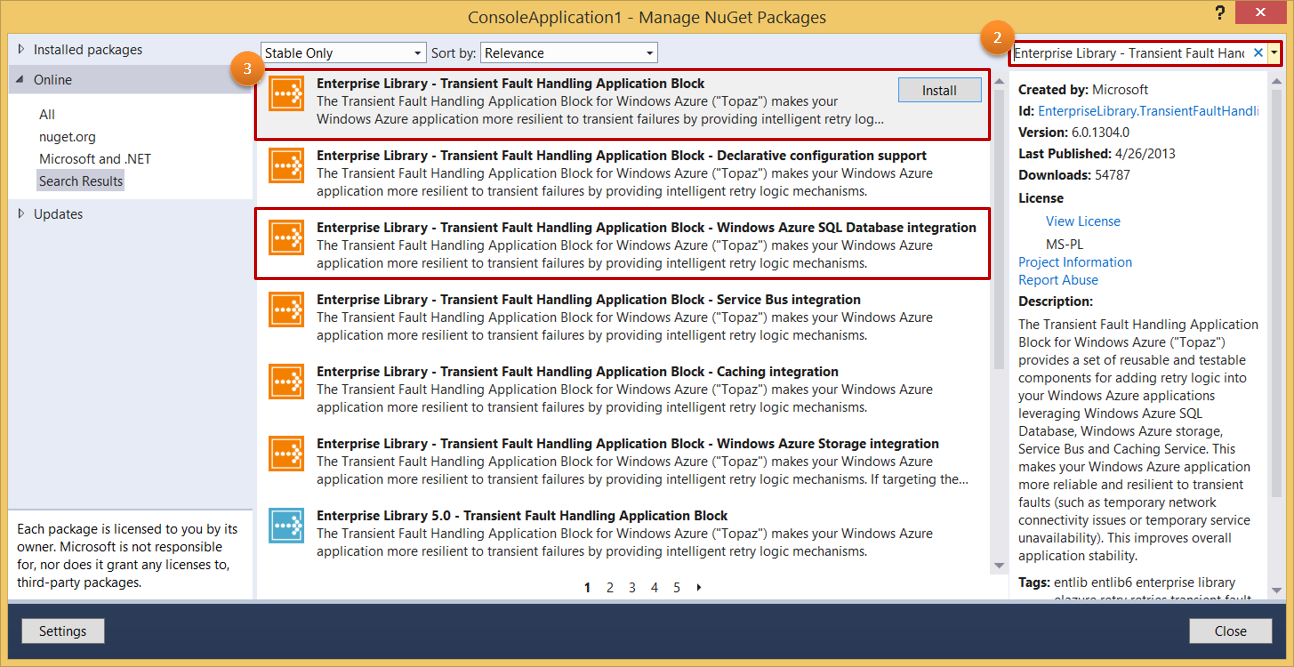 ConsoleApplication1 - Manage NuGet Packages
?
Installed packages
Online
All
nuget.org
Microsoft and .NET
Search Results
Updates
Each package is licensed to you by its
owner. Microsoft is not responsible
for, nor does it grant any licenses to,
third-party packages.
Stable Only
Sort by:
Relevance
3
Enterprise Library - Transient Fault Handling Application Block
The Transient Fault Handling Application Block for Windows Azure ("Topaz") makes your
Windows Azure application more resilient to transient failures by providing intelligent retry log...
Install
Enterprise Library - Transient Fault Handling Application Block - Declarative configuration support
The Transient Fault Handling Application Block for Windows Azure ("Topaz") makes your Windows Azure
application more resilient to transient failures by providing intelligent retry logic mechanisms.
Enterprise Library - Transient Fault Handling Application Block - Windows Azure SQL Database integration
The Transient Fault Handling Application Block for Windows Azure ("Topaz") makes your Windows Azure
application more resilient to transient failures by providing intelligent retry logic mechanisms.
Enterprise Library - Transient Fault Handling Application Block - Service Bus integration
The Transient Fault Handling Application Block for Windows Azure ("Topaz") makes your Windows Azure
application more resilient to transient failures by providing intelligent retry logic mechanisms.
Enterprise Library - Transient Fault Handling Application Block - Caching integration
The Transient Fault Handling Application Block for Windows Azure ("Topaz") makes your Windows Azure
application more resilient to transient failures by providing intelligent retry logic mechanisms.
Enterprise Library - Transient Fault Handling Application Block - Windows Azure Storage integration
The Transient Fault Handling Application Block for Windows Azure ("Topaz") makes your Windows Azure
application more resilient to transient failures by providing intelligent retry logic mechanisms. If targeting the...
Enterprise Library 5.0 - Transient Fault Handling Application Block
The Transient Fault Handling Application Block for Windows Azure ("Topaz") makes your Windows Azure
application more resilient to transient failures by providing intelligent retry logic mechanisms.
1 2 3 4 5
2
Enterprise Library - Transient Fault Hand
Created by: Microsoft
Id: EnterpriseLibrary.TransientFaultHandli
Version: 6.0.1304.0
Last Published: 4/26/2013
Downloads: 54787
License
View License
MS-PL
Project Information
Report Abuse
Description:
The Transient Fault Handling Application
Block for Windows Azure ("Topaz")
provides a set of reusable and testable
components for adding retry logic into
your Windows Azure applications
leveraging Windows Azure SQL
Database, Windows Azure storage,
Service Bus and Caching Service. This
makes your Windows Azure application
more reliable and resilient to transient
faults (such as temporary network
connectivity issues or temporary service
unavailability). This improves overall
application stability.
Tags: entlib entlib6 enterprise library
elazure retry retries transient fault
Settings
Close